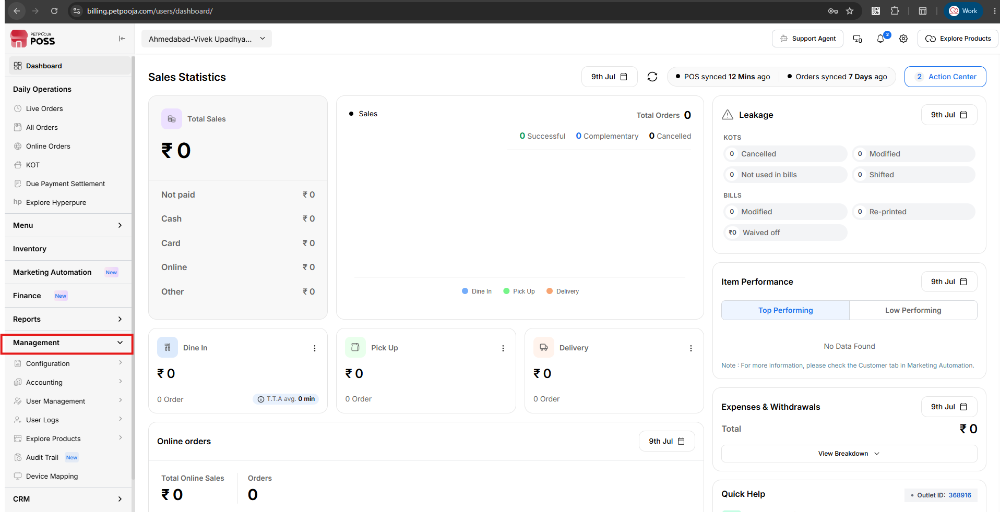 billing.petpooja.com/users/dashboard/
Work
PETPOOJA
POSS
Ahmedabad-Vivek Upadhya...
Support Agent
2
Explore Products
Dashboard
Daily Operations
Live Orders
All Orders
Online Orders
KOT
Due Payment Settlement
hp Explore Hyperpure
Menu
Inventory
Marketing Automation New
Finance New
Reports
Management
Configuration
Accounting
User Management
User Logs
Explore Products
Audit Trail New
Device Mapping
CRM
Sales Statistics
9th Jul
POS synced 12 Mins ago
Orders synced 7 Days ago
2 Action Center
Total Sales
₹ 0
Not paid ₹ 0
Cash ₹ 0
Card ₹ 0
Online ₹ 0
Other ₹ 0
Sales
Total Orders 0
0 Successful 0 Complementary 0 Cancelled
Dine In Pick Up Delivery
Dine In
₹ 0
0 Order
T.T.A avg. 0 min
Pick Up
₹ 0
0 Order
Delivery
₹ 0
0 Order
Online orders
9th Jul
Total Online Sales
₹ 0
Orders
0
Leakage
9th Jul
KOTS
0 Cancelled
0 Modified
0 Not used in bills
0 Shifted
BILLS
0 Modified
0 Re-printed
₹0 Waived off
Item Performance
9th Jul
Top Performing
Low Performing
No Data Found
Note : For more information, please check the Customer tab in Marketing Automation.
Expenses & Withdrawals
9th Jul
Total ₹ 0
View Breakdown
Quick Help
• Outlet ID: 368916